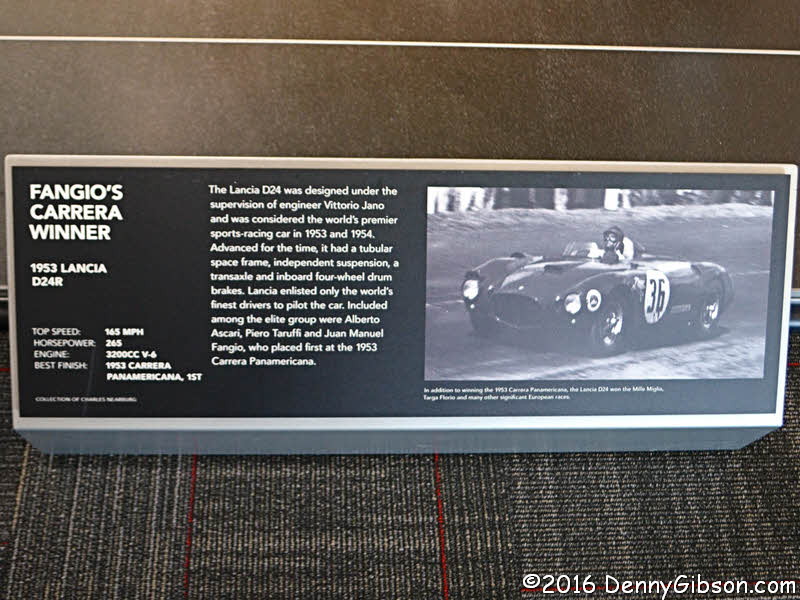 FANGIO'S
CARRERA
WINNER
1953 LANCIA
D24R
TOP SPEED: 165 MPH
HORSEPOWER: 265
ENGINE: 3200CC V-6
BEST FINISH: 1953 CARRERA
PANAMERICANA, 1ST
COLLECTION OF CHARLES NEARBURG
The Lancia D24 was designed under the
supervision of engineer Vittorio Jano
and was considered the world's premier
sports-racing car in 1953 and 1954.
Advanced for the time, it had a tubular
space frame, independent suspension, a
transaxle and inboard four-wheel drum
brakes. Lancia enlisted only the world's
finest drivers to pilot the car. Included
among the elite group were Alberto
Ascari, Piero Taruffi and Juan Manuel
Fangio, who placed first at the 1953
Carrera Panamericana.
36
In addition to winning the 1953 Carrera Panamericana, the Lancia D24 won the Mille Miglia,
Targa Florio and many other significant European races.
©2016 DennyGibson.com